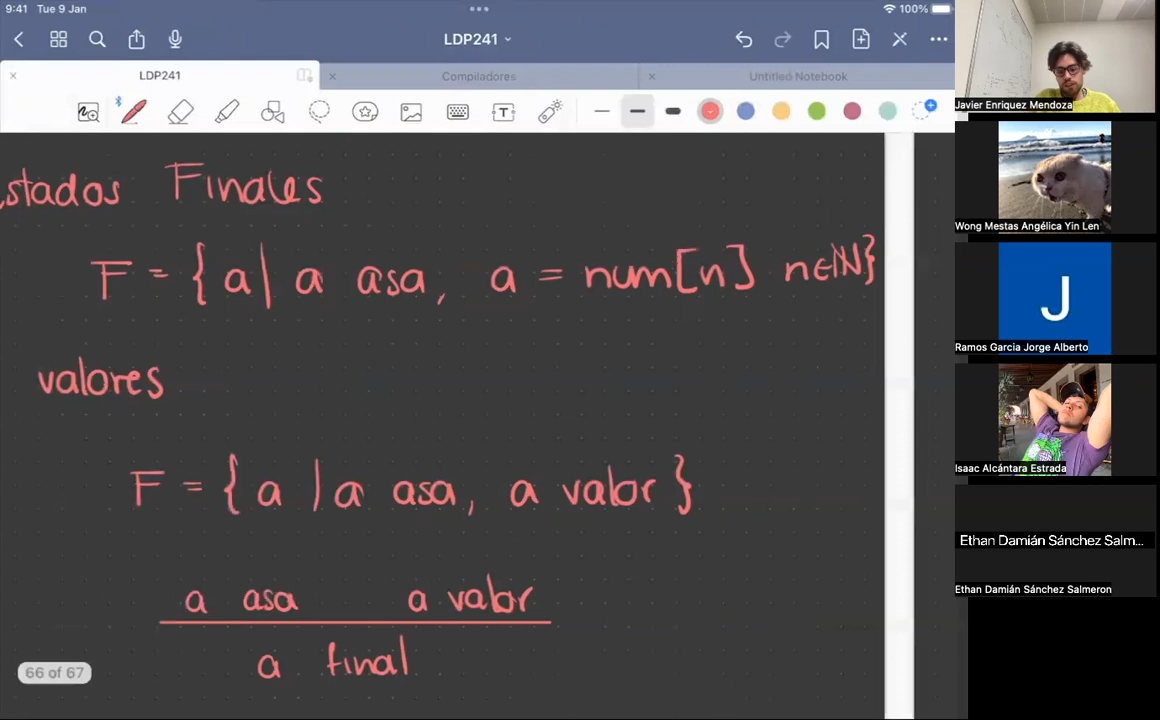 9:41 Tue 9 Jan
100%
LDP241
LDP241
Compiladores
Untitled Notebook
T
stados Finales
F = { a | a asa, a = num[n] n∈ℕ}
valores
F = { a | a asa, a valor }
a asa a valor
a final
66 of 67
Javier Enriquez Mendoza
Wong Mestas Angélica Yin Len
J
Ramos Garcia Jorge Alberto
Isaac Alcántara Estrada
Ethan Damián Sánchez Salm...
Ethan Damián Sánchez Salmeron